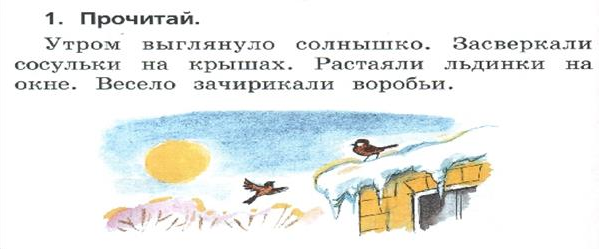 1. Прочитай.
Утром выглянуло солнышко. Засверкали
сосульки на крышах. Растаяли льдинки на
окне. Весело зачирикали воробьи.